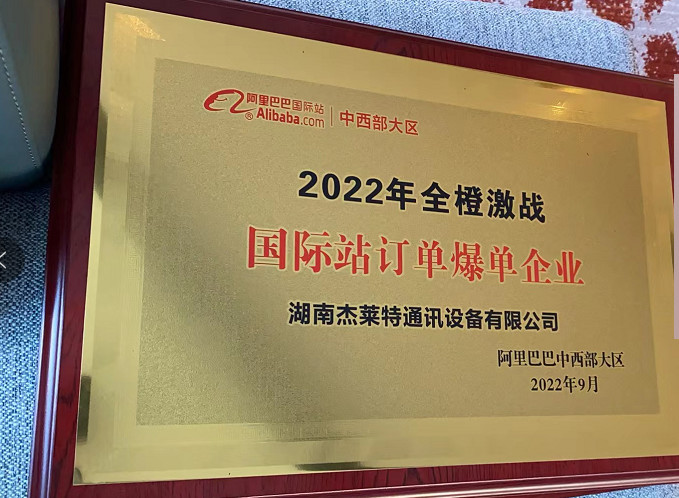 阿里巴巴国际站
® Alibaba.com
中西部大区
2022年全橙激战
国际站订单爆单企业
湖南杰莱特通讯设备有限公司
阿里巴巴中西部大区
2022年9月